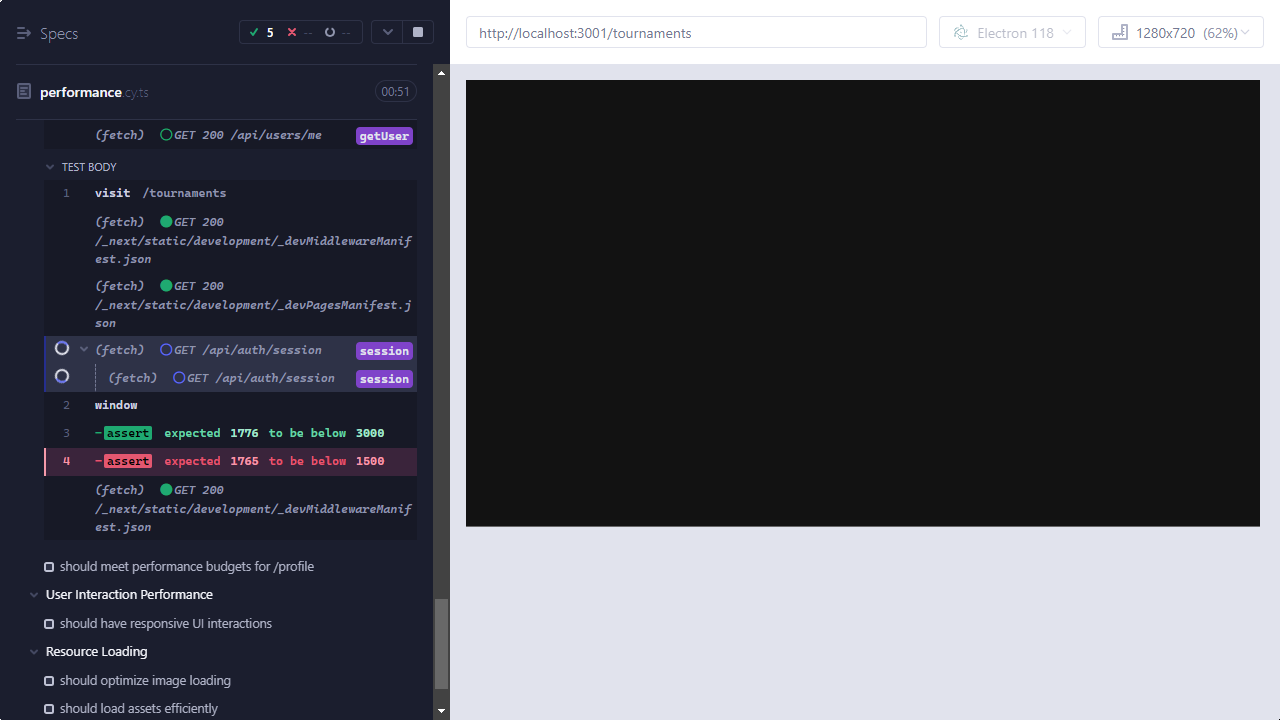 Specs
5
--
--
http://localhost:3001/tournaments
Electron 118
1280x720 (62%)
performance.cy.ts
00:51
(fetch) GET 200 /api/users/me getUser
TEST BODY
1 visit /tournaments
(fetch) GET 200
/_next/static/development/_devMiddlewareManif
est.json
(fetch) GET 200
/_next/static/development/_devPagesManifest.j
son
(fetch) GET /api/auth/session session
(fetch) GET /api/auth/session session
2 window
3 -assert expected 1776 to be below 3000
4 -assert expected 1765 to be below 1500
(fetch) GET 200
/_next/static/development/_devMiddlewareManif
est.json
should meet performance budgets for /profile
User Interaction Performance
should have responsive UI interactions
Resource Loading
should optimize image loading
should load assets efficiently